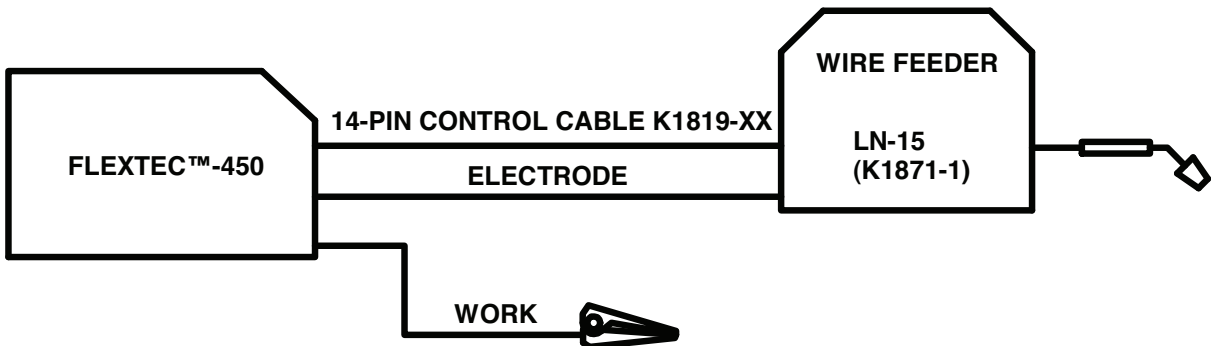 WIRE FEEDER
14-PIN CONTROL CABLE K1819-XX
LN-15
(K1871-1)
FLEXTEC™-450
ELECTRODE
WORK